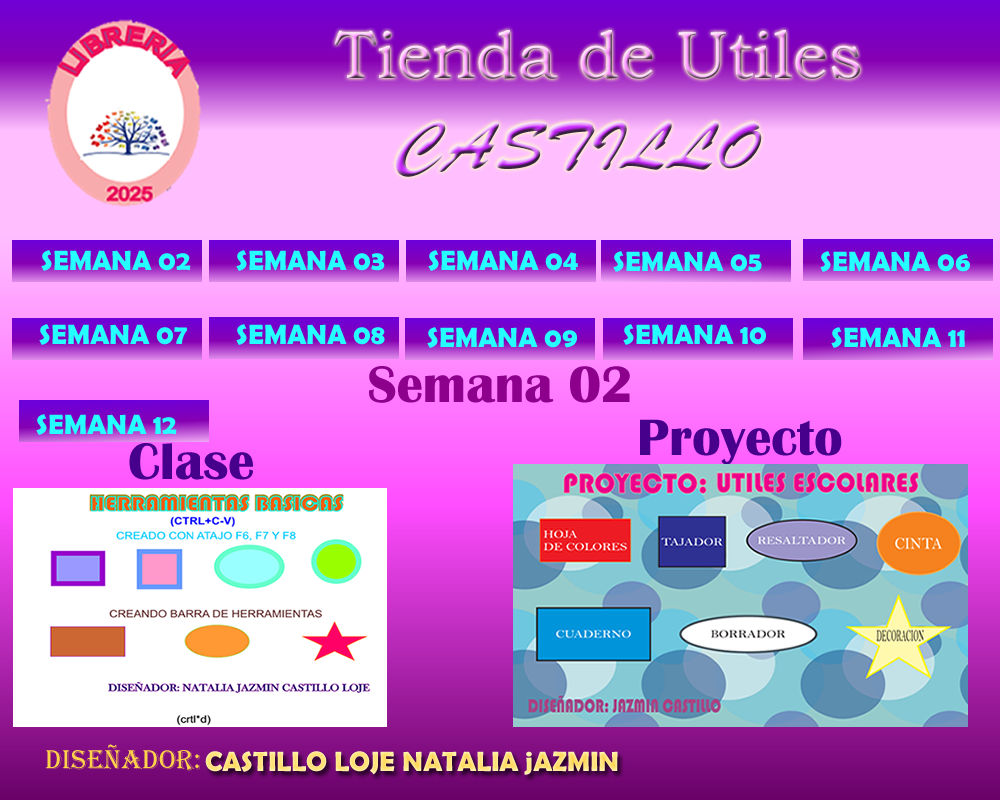 LIBRERIA
2025
Tienda de Utiles
CASTILLO
SEMANA 02
SEMANA 03
SEMANA 04
SEMANA 05
SEMANA 06
SEMANA 07
SEMANA 08
SEMANA 09
SEMANA 10
SEMANA 11
Semana 02
SEMANA 12
Clase
HERRAMIENTAS BASICAS
(CTRL+C-V)
CREADO CON ATAJO F6, F7 Y F8
CREANDO BARRA DE HERRAMIENTAS
DISEÑADOR: NATALIA JAZMIN CASTILLO LOJE
(crtl*d)
Proyecto
PROYECTO: UTILES ESCOLARES
HOJA
DE COLORES
TAJADOR
RESALTADOR
CINTA
CUADERNO
BORRADOR
DECORACION
DISEÑADOR: JAZMIN CASTILLO
DISEÑADOR: CASTILLO LOJE NATALIA jAZMIN